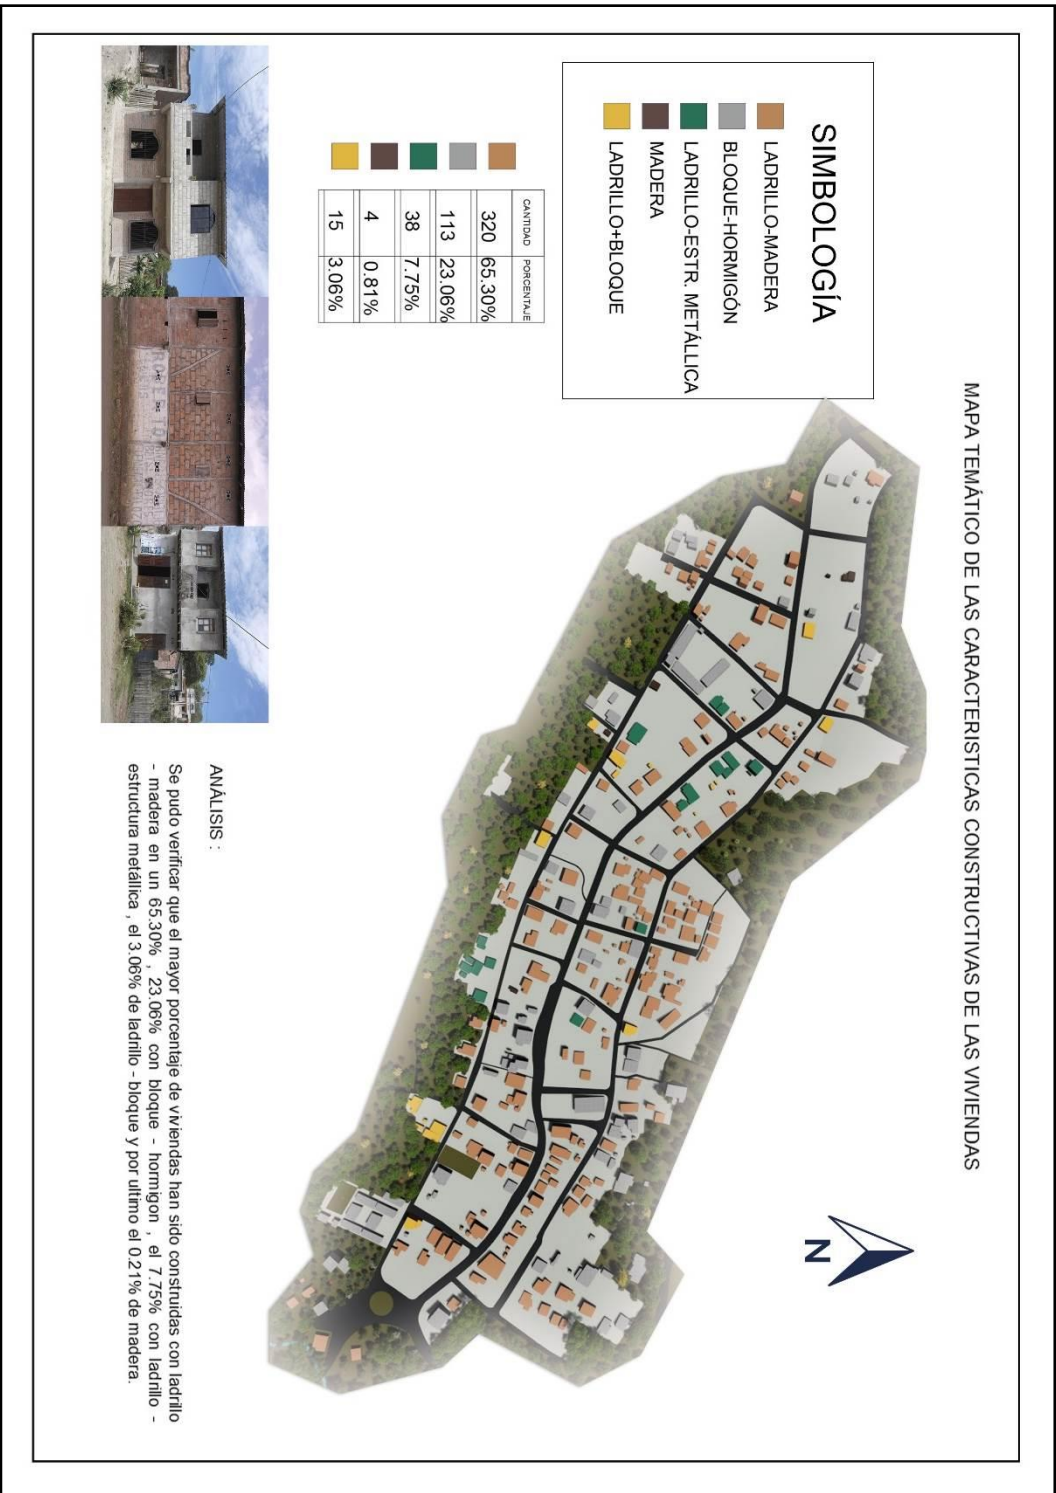 MAPA TEMÁTICO DE LAS CARACTERISTICAS CONSTRUCTIVAS DE LAS VIVIENDAS
SIMBOLOGÍA
LADRILLO-MADERA
BLOQUE-HORMIGÓN
LADRILLO-ESTR. METÁLLICA
MADERA
LADRILLO+BLOQUE
N
CANTIDAD PORCENTAJE
320 65.30%
113 23.06%
38 7.75%
4 0.81%
15 3.06%
ANÁLISIS :
Se pudo verificar que el mayor porcentaje de viviendas han sido construidas con ladrillo
- madera en un 65.30% , 23.06% con bloque - hormigon , el 7.75% con ladrillo -
estructura metállica , el 3.06% de ladrillo - bloque y por ultimo el 0.21% de madera.